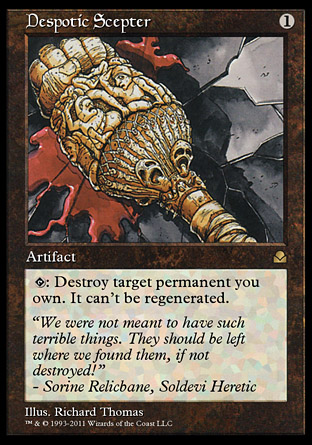 Despotic Scepter 1
Artifact
: Destroy target permanent you
own. It can't be regenerated.
“We were not meant to have such
terrible things. They should be left
where we found them, if not
destroyed!”
- Sorine Relicbane, Soldevi Heretic
Illus. Richard Thomas
™ & © 1993-2011 Wizards of the Coast LLC